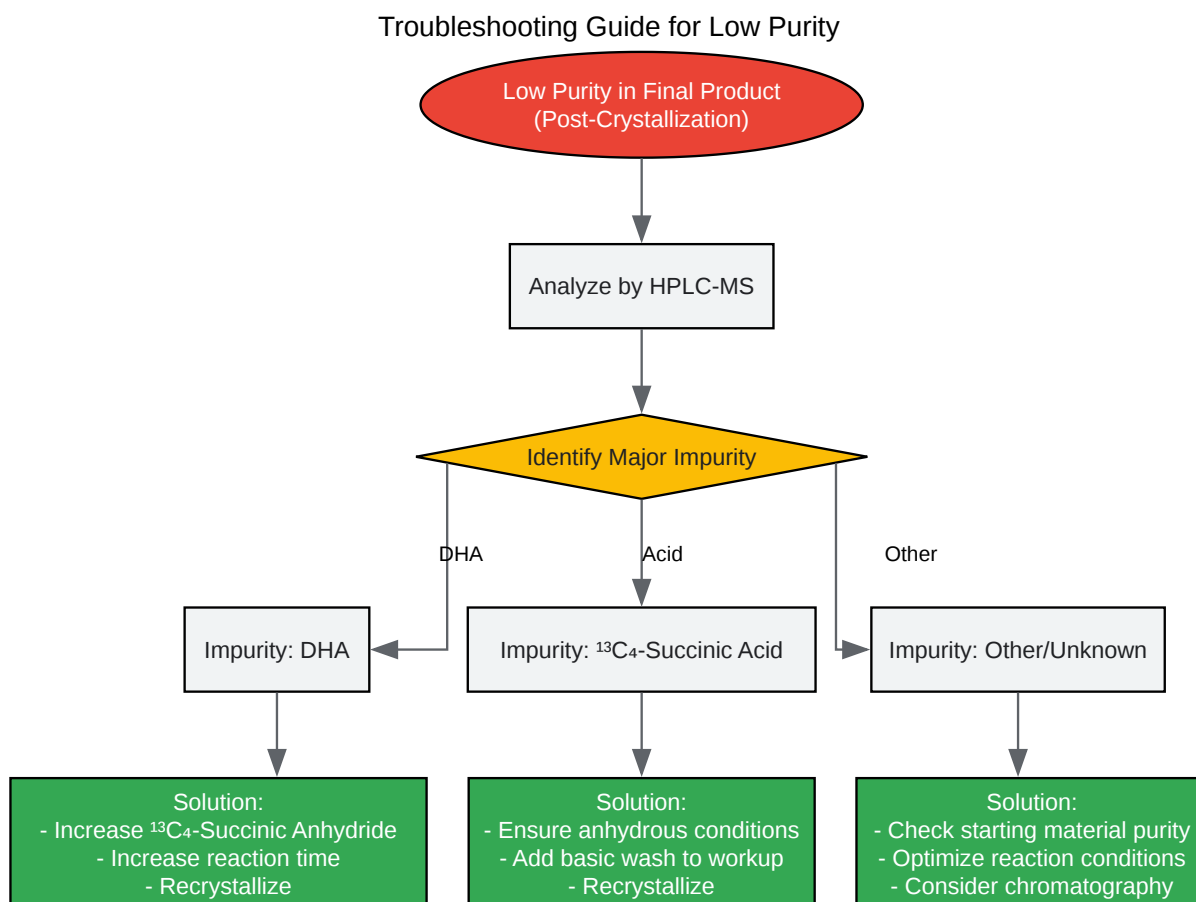 Troubleshooting Guide for Low Purity
Low Purity in Final Product
(Post-Crystallization)
Analyze by HPLC-MS
Identify Major Impurity
DHA
Acid
Other
Impurity: DHA
Impurity: ¹³C₄-Succinic Acid
Impurity: Other/Unknown
Solution:
- Increase ¹³C₄-Succinic Anhydride
- Increase reaction time
- Recrystallize
Solution:
- Ensure anhydrous conditions
- Add basic wash to workup
- Recrystallize
Solution:
- Check starting material purity
- Optimize reaction conditions
- Consider chromatography